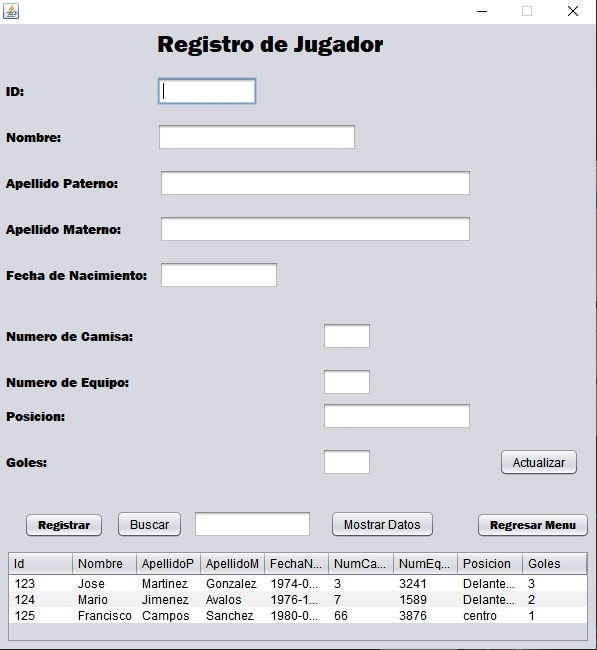 Registro de Jugador
ID:
Nombre:
Apellido Paterno:
Apellido Materno:
Fecha de Nacimiento:
Numero de Camisa:
Numero de Equipo:
Posicion:
Goles:
Actualizar
Registrar Buscar Mostrar Datos Regresar Menu
Id Nombre ApellidoP ApellidoM FechaN... NumCa... NumEq... Posicion Goles
123 Jose Martinez Gonzalez 1974-0... 3 3241 Delante... 3
124 Mario Jimenez Avalos 1976-1... 7 1589 Delante... 2
125 Francisco Campos Sanchez 1980-0... 66 3876 centro 1